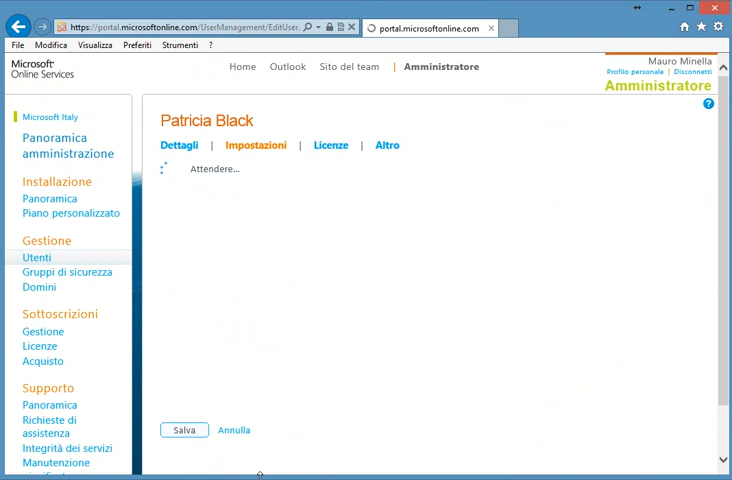 https://portal.microsoftonline.com/UserManagement/EditUser.
portal.microsoftonline.com
File Modifica Visualizza Preferiti Strumenti ?
Microsoft
Online Services
Home Outlook Sito del team | Amministratore
Mauro Minella
Profilo personale | Disconnetti
Amministratore
?
Microsoft Italy
Panoramica
amministrazione
Installazione
Panoramica
Piano personalizzato
Gestione
Utenti
Gruppi di sicurezza
Domini
Sottoscrizioni
Gestione
Licenze
Acquisto
Supporto
Panoramica
Richieste di
assistenza
Integrità dei servizi
Manutenzione
Patricia Black
Dettagli | Impostazioni | Licenze | Altro
Attendere...
Salva Annulla